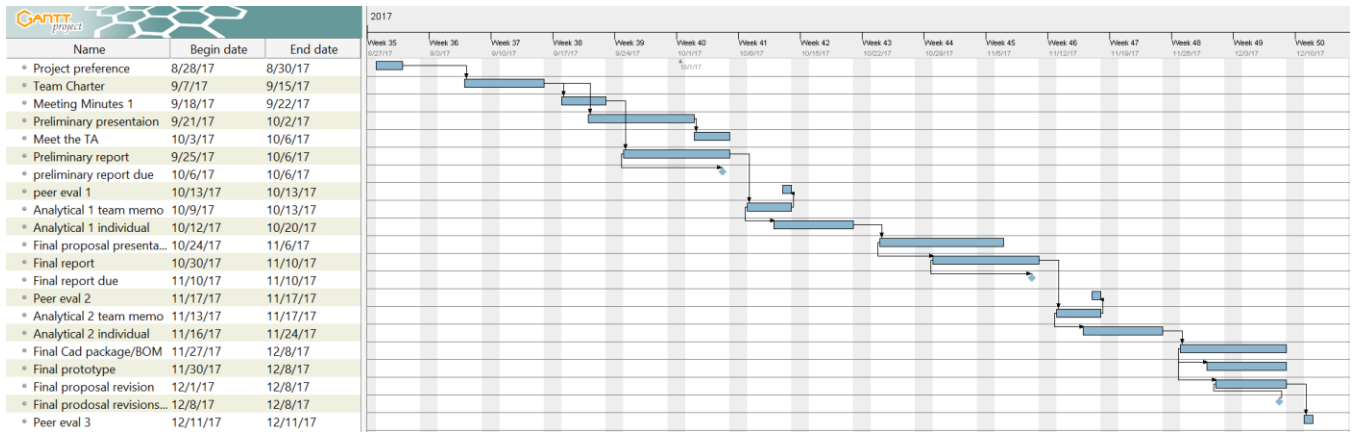 GANTT project
2017
Name Begin date End date
Week 35 Week 36 Week 37 Week 38 Week 39 Week 40 Week 41 Week 42 Week 43 Week 44 Week 45 Week 46 Week 47 Week 48 Week 49 Week 50
8/27/17 9/3/17 9/10/17 9/17/17 9/24/17 10/1/17 10/8/17 10/15/17 10/22/17 10/29/17 11/5/17 11/12/17 11/19/17 11/26/17 12/3/17 12/10/17
10/1/17
Project preference 8/28/17 8/30/17
Team Charter 9/7/17 9/15/17
Meeting Minutes 1 9/18/17 9/22/17
Preliminary presentaion 9/21/17 10/2/17
Meet the TA 10/3/17 10/6/17
Preliminary report 9/25/17 10/6/17
preliminary report due 10/6/17 10/6/17
peer eval 1 10/13/17 10/13/17
Analytical 1 team memo 10/9/17 10/13/17
Analytical 1 individual 10/12/17 10/20/17
Final proposal presenta... 10/24/17 11/6/17
Final report 10/30/17 11/10/17
Final report due 11/10/17 11/10/17
Peer eval 2 11/17/17 11/17/17
Analytical 2 team memo 11/13/17 11/17/17
Analytical 2 individual 11/16/17 11/24/17
Final Cad package/BOM 11/27/17 12/8/17
Final prototype 11/30/17 12/8/17
Final proposal revision 12/1/17 12/8/17
Final prodosal revisions... 12/8/17 12/8/17
Peer eval 3 12/11/17 12/11/17